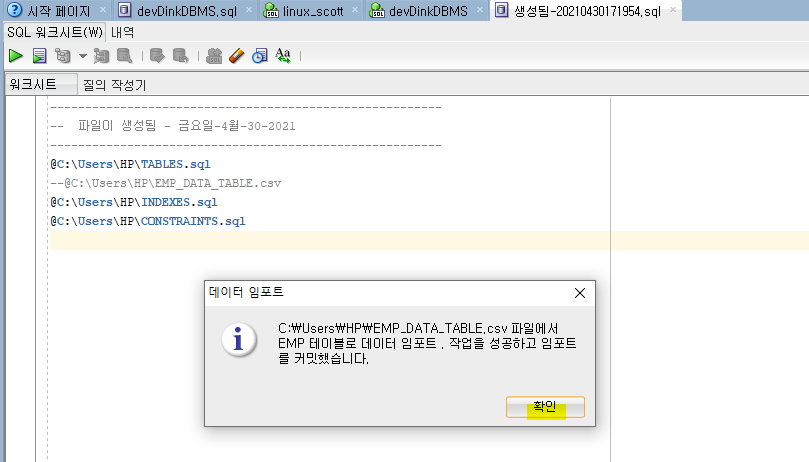 시작 페이지
devDinkDBMS.sql
linux_scott
devDinkDBMS
생성됨-20210430171954.sql
SQL 워크시트(W) 내역
워크시트 질의 작성기
--------------------------------------------------------
--  파일이 생성됨 - 금요일-4월-30-2021
--------------------------------------------------------
@C:\Users\HP\TABLES.sql
--@C:\Users\HP\EMP_DATA_TABLE.csv
@C:\Users\HP\INDEXES.sql
@C:\Users\HP\CONSTRAINTS.sql
데이터 임포트
C:₩Users₩HP₩EMP_DATA_TABLE.csv 파일에서
EMP 테이블로 데이터 임포트 . 작업을 성공하고 임포트
를 커밋했습니다.
확인